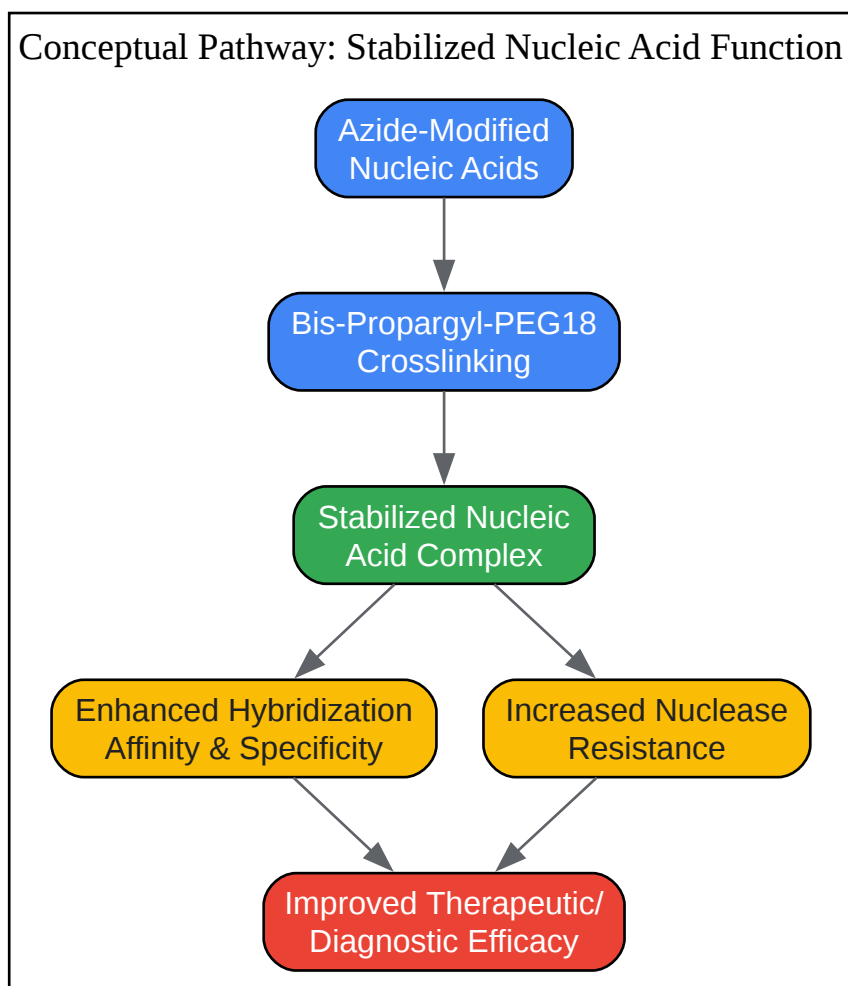 Conceptual Pathway: Stabilized Nucleic Acid Function
Azide-Modified
Nucleic Acids
Bis-Propargyl-PEG18
Crosslinking
Stabilized Nucleic
Acid Complex
Enhanced Hybridization
Affinity & Specificity
Increased Nuclease
Resistance
Improved Therapeutic/
Diagnostic Efficacy